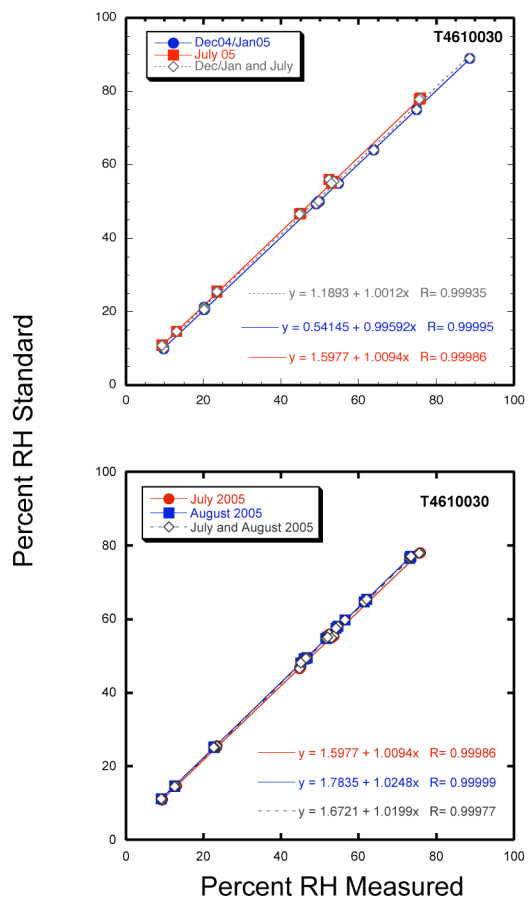 100
80
60
40
20
0
0
20
40
60
80
100
T4610030
Dec04/Jan05
July 05
Dec/Jan and July
y = 1.1893 + 1.0012x R= 0.99935
y = 0.54145 + 0.99592x R= 0.99995
y = 1.5977 + 1.0094x R= 0.99986
Percent RH Standard
100
80
60
40
20
0
0
20
40
60
80
100
T4610030
July 2005
August 2005
July and August 2005
y = 1.5977 + 1.0094x R= 0.99986
y = 1.7835 + 1.0248x R= 0.99999
y = 1.6721 + 1.0199x R= 0.99977
Percent RH Measured